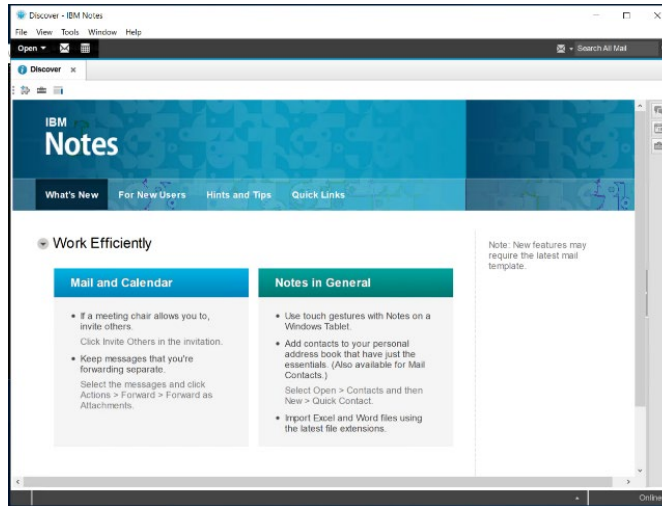 Discover - IBM Notes
File View Tools Window Help
Open
Search All Mail
Discover x
IBM
Notes
What's New For New Users Hints and Tips Quick Links
Work Efficiently
Mail and Calendar
• If a meeting chair allows you to,
invite others.
Click Invite Others in the invitation.
• Keep messages that you're
forwarding separate.
Select the messages and click
Actions > Forward > Forward as
Attachments.
Notes in General
• Use touch gestures with Notes on a
Windows Tablet.
• Add contacts to your personal
address book that have just the
essentials. (Also available for Mail
Contacts.)
Select Open > Contacts and then
New > Quick Contact.
• Import Excel and Word files using
the latest file extensions.
Note: New features may
require the latest mail
template.
Online